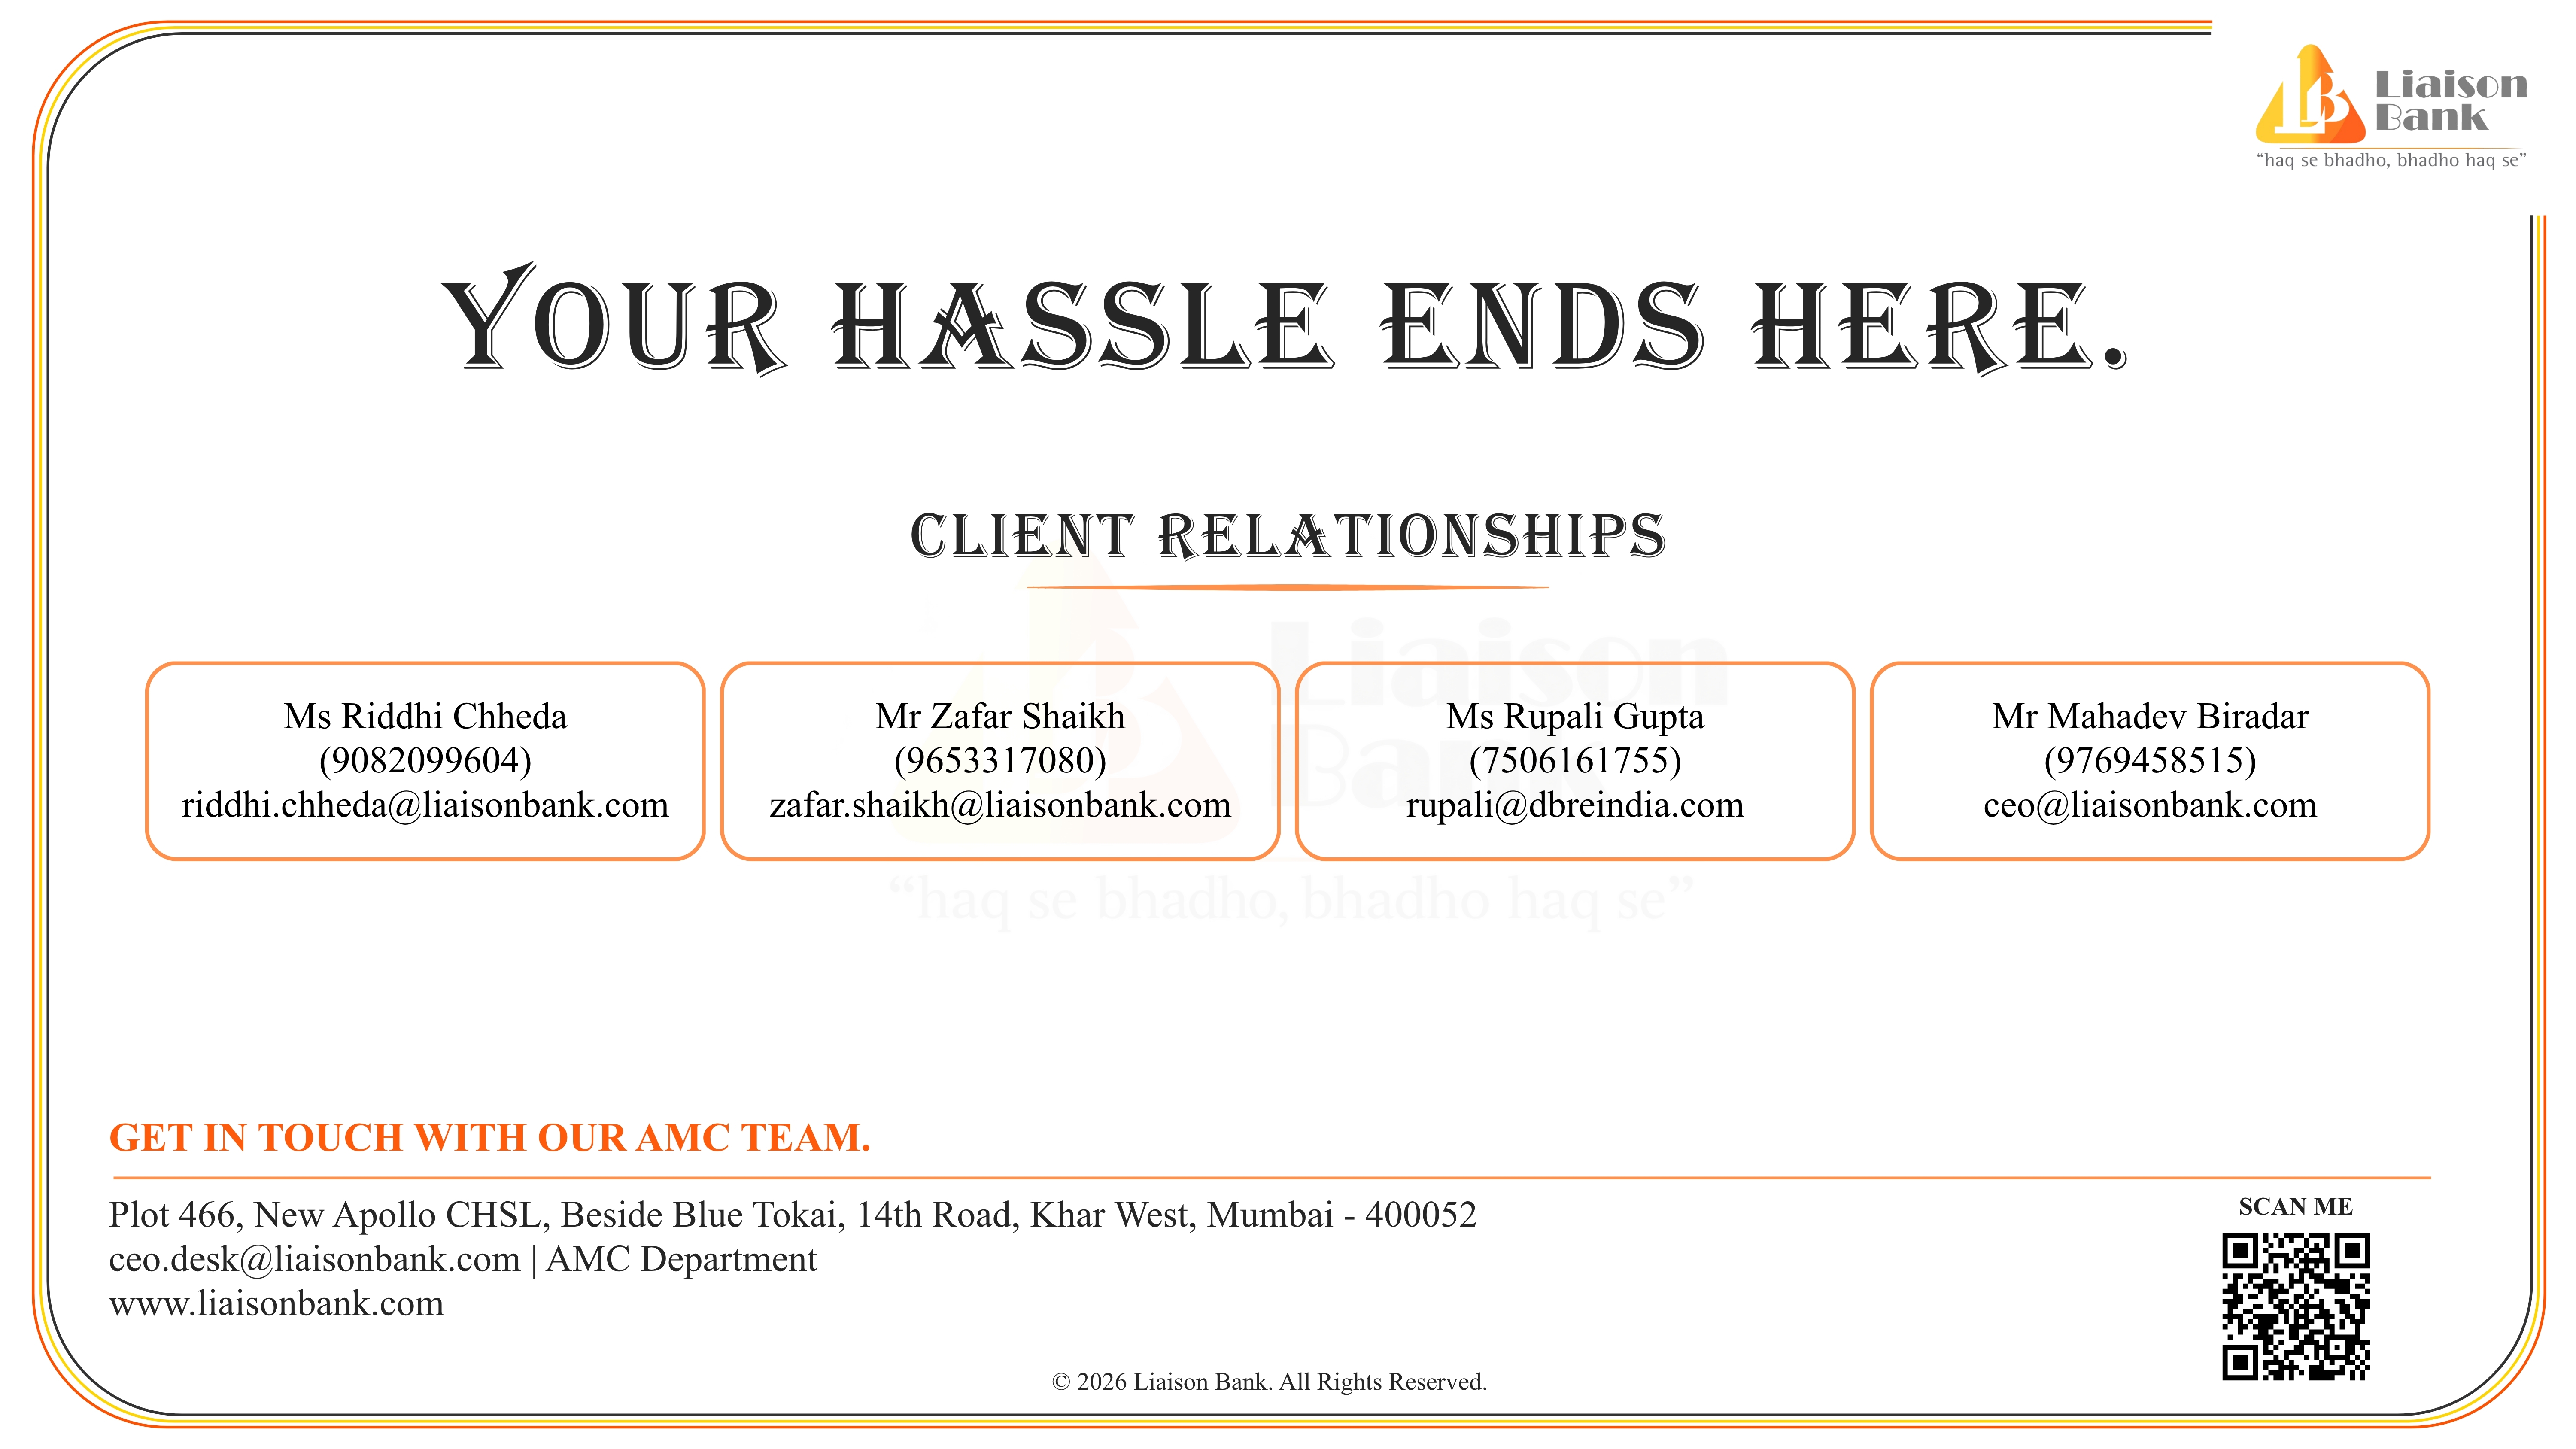 Liaison
Bank
“haq se bhadho, bhadho haq se”
YOUR HASSLE ENDS HERE.
CLIENT RELATIONSHIPS
Ms Riddhi Chheda
(9082099604)
riddhi.chheda@liaisonbank.com
Mr Zafar Shaikh
(9653317080)
zafar.shaikh@liaisonbank.com
Ms Rupali Gupta
(7506161755)
rupali@dbreindia.com
Mr Mahadev Biradar
(9769458515)
ceo@liaisonbank.com
Liaison
Bank
“haq se bhadho, bhadho haq se”
GET IN TOUCH WITH OUR AMC TEAM.
Plot 466, New Apollo CHSL, Beside Blue Tokai, 14th Road, Khar West, Mumbai - 400052
ceo.desk@liaisonbank.com | AMC Department
www.liaisonbank.com
SCAN ME
© 2026 Liaison Bank. All Rights Reserved.